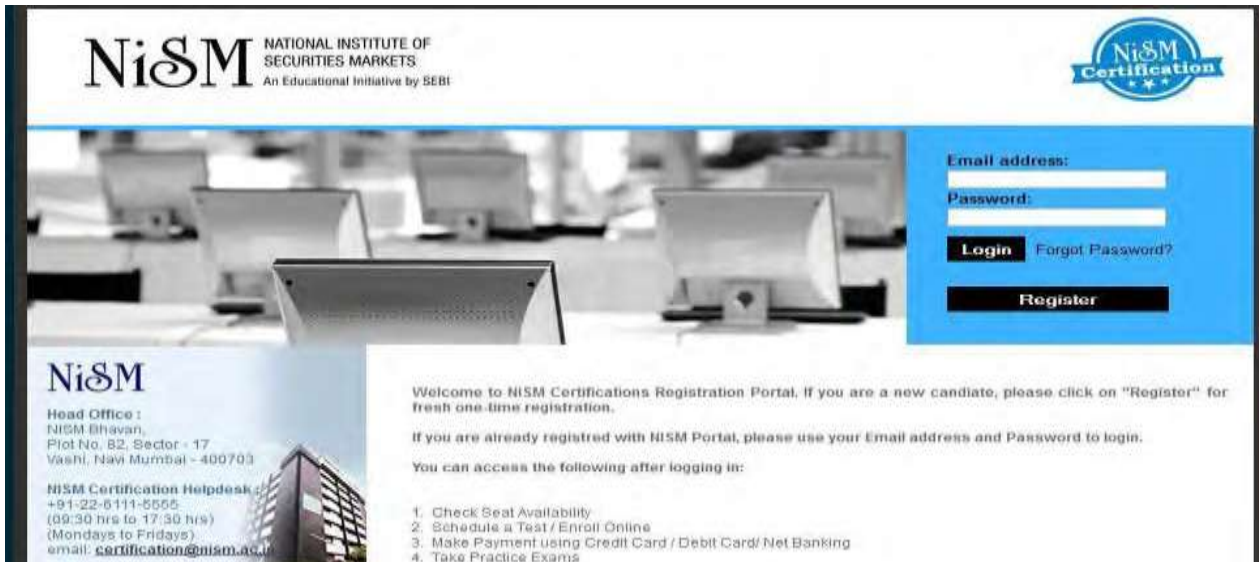 NiSM
NATIONAL INSTITUTE OF
SECURITIES MARKETS
An Educational Initiative by SEBI
NiSM
Certification
Email address:
Password:
Login Forgot Password?
Register
NiSM
Head Office :
NISM Bhavan,
Plot No. 82, Sector - 17
Vashi, Navi Mumbai - 400703
NISM Certification Helpdesk :
+91-22-6111-5555
(09:30 hrs to 17:30 hrs)
(Mondays to Fridays)
email: certification@nism.ac.in
Welcome to NISM Certifications Registration Portal. If you are a new candiate, please click on "Register" for
fresh one-time registration.
If you are already registred with NISM Portal, please use your Email address and Password to login.
You can access the following after logging in:
1. Check Seat Availability
2. Schedule a Test / Enroll Online
3. Make Payment using Credit Card / Debit Card/ Net Banking
4. Take Practice Exams